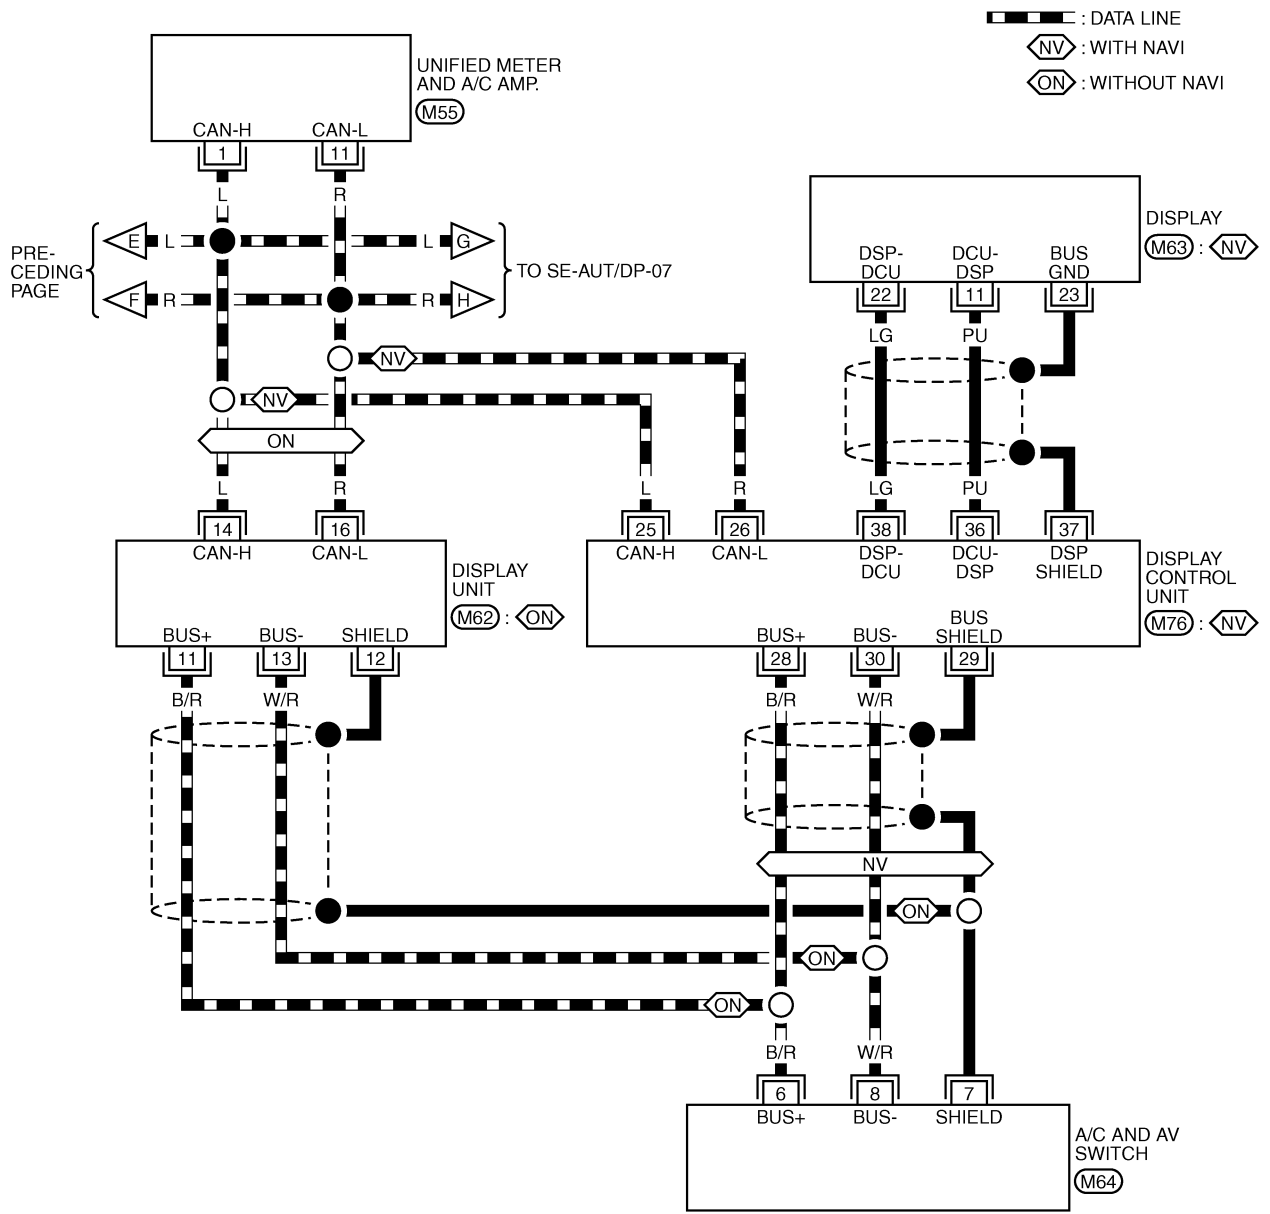 : DATA LINE
NV : WITH NAVI
ON : WITHOUT NAVI
UNIFIED METER
AND A/C AMP.
M55
CAN-H CAN-L
1 11
L R
E L L G
F R R H
PRE-
CEDING
PAGE
TO SE-AUT/DP-07
DISPLAY
M63 : NV
DSP-
DCU
DCU-
DSP
BUS
GND
22 11 23
LG PU
NV
NV
ON
L R L R LG PU
14 16 25 26 38 36 37
CAN-H CAN-L
DISPLAY
UNIT
M62 : ON
CAN-H CAN-L
DSP-
DCU
DCU-
DSP
DSP
SHIELD
DISPLAY
CONTROL
UNIT
M76 : NV
BUS+ BUS- SHIELD
11 13 12
BUS+ BUS-
BUS
SHIELD
28 30 29
B/R W/R B/R W/R
NV
ON
ON
ON
B/R W/R
6 8 7
BUS+ BUS- SHIELD
A/C AND AV
SWITCH
M64